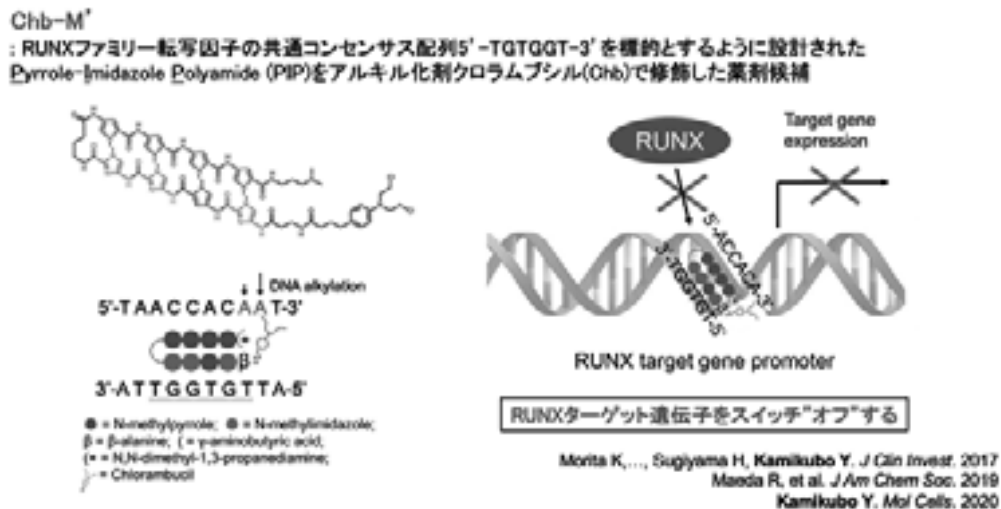 Chb-M'
: RUNXファミリー転写因子の共通コンセンサス配列5'-TGTGGT-3'を標的とするように設計された
Pyrrole-Imidazole Polyamide (PIP)をアルキル化剤クロラムブシル(Chb)で修飾した薬剤候補
Target gene
expression
RUNX
5'-ACCACA-3'
3'-TGGTGT-5'
DNA alkylation
5'-TAACCACAAT-3'
β
3'-ATTGGTGTTA-5'
RUNX target gene promoter
= N-methylpyrrole; = N-methylimidazole;
β = β-alanine; ( = γ-aminobutyric acid;
= N,N-dimethyl-1,3-propanediamine;
= Chlorambucil
RUNXターゲット遺伝子をスイッチ"オフ"する
Morita K,..., Sugiyama H, Kamikubo Y. J Clin Invest. 2017
Maeda R, et al. J Am Chem Soc. 2019
Kamikubo Y. Mol Cells. 2020